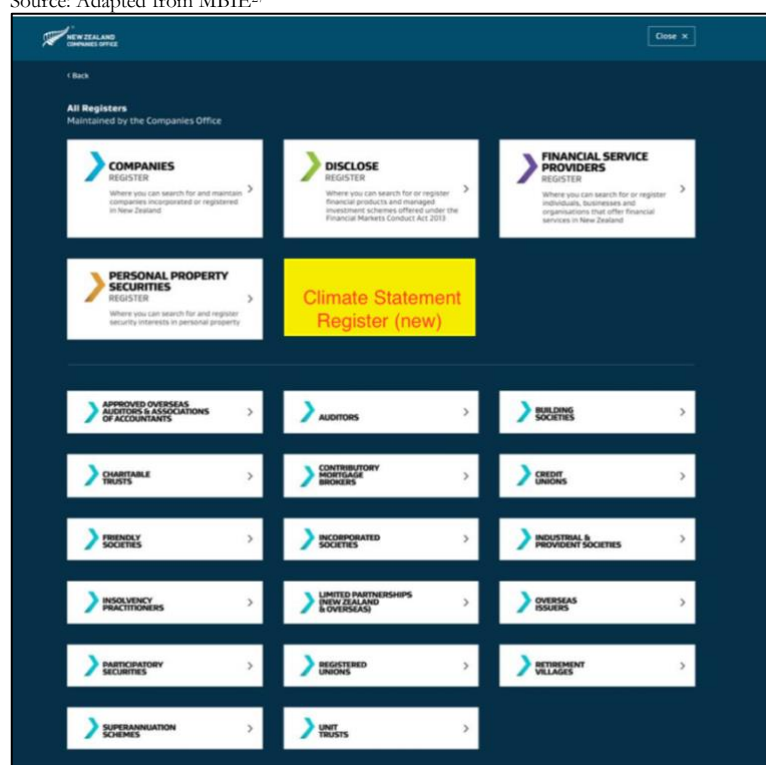 Source: Adapted from MBIE
NEW ZEALAND
COMPANIES OFFICE
Close ×
‹ Back
All Registers
Maintained by the Companies Office
COMPANIES
REGISTER
Where you can search for and maintain
companies incorporated or registered
in New Zealand
DISCLOSE
REGISTER
Where you can search for or register
financial products and managed
investment schemes offered under the
Financial Markets Conduct Act 2013
FINANCIAL SERVICE
PROVIDERS
REGISTER
Where you can search for or register
individuals, businesses and
organisations that offer financial
services in New Zealand
PERSONAL PROPERTY
SECURITIES
REGISTER
Where you can search for and register
security interests in personal property
Climate Statement
Register (new)
APPROVED OVERSEAS
AUDITORS & ASSOCIATIONS
OF ACCOUNTANTS
AUDITORS
BUILDING
SOCIETIES
CHARITABLE
TRUSTS
CONTRIBUTORY
MORTGAGE
BROKERS
CREDIT
UNIONS
FRIENDLY
SOCIETIES
INCORPORATED
SOCIETIES
INDUSTRIAL &
PROVIDENT SOCIETIES
INSOLVENCY
PRACTITIONERS
LIMITED PARTNERSHIPS
(NEW ZEALAND
& OVERSEAS)
OVERSEAS
ISSUERS
PARTICIPATORY
SECURITIES
REGISTERED
UNIONS
RETIREMENT
VILLAGES
SUPERANNUATION
SCHEMES
UNIT
TRUSTS